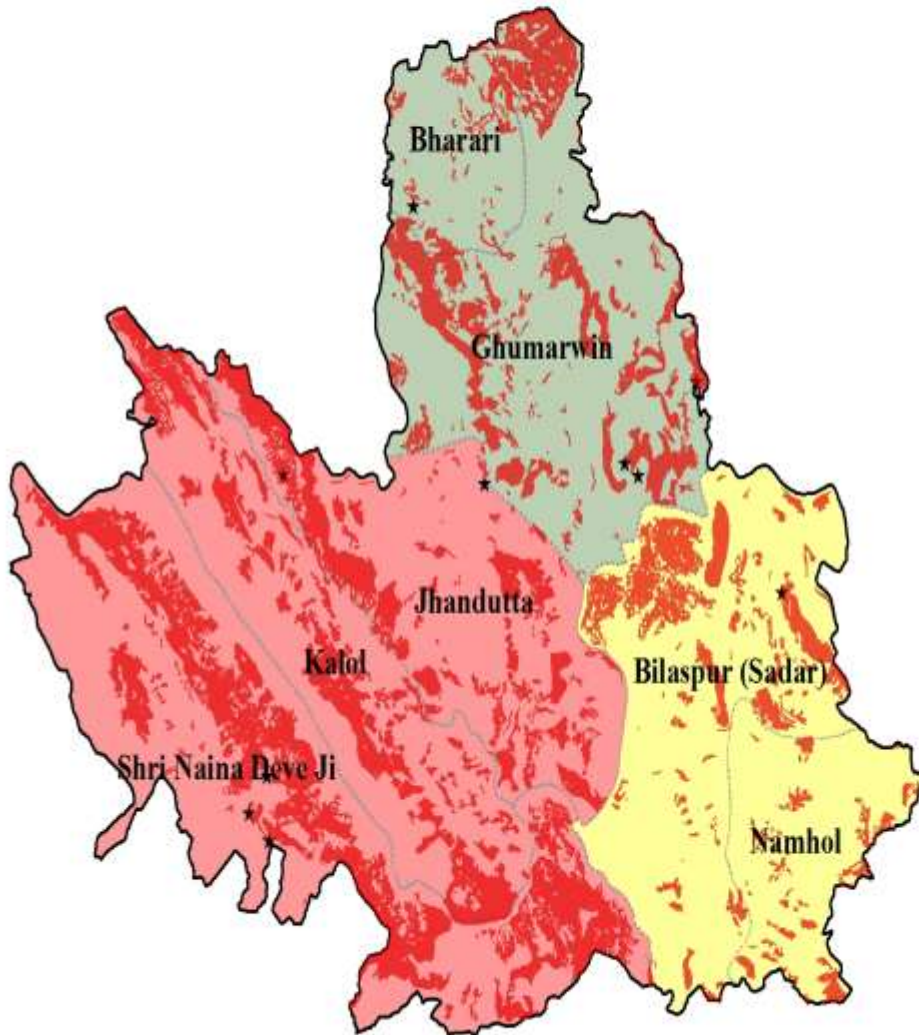 Bharari
Ghumarwin
Jhandutta
Kalol
Bilaspur (Sadar)
Shri Naina Deve Ji
Namhol